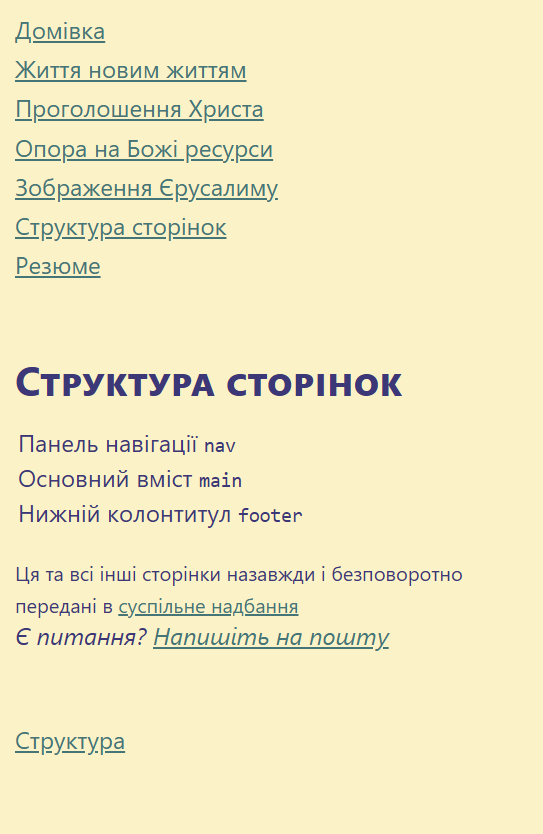 Домівка
Життя новим життям
Проголошення Христа
Опора на Божі ресурси
Зображення Єрусалиму
Структура сторінок
Резюме
Структура сторінок
Панель навігації nav
Основний вміст main
Нижній колонтитул footer
Ця та всі інші сторінки назавжди і безповоротно
передані в суспільне надбання
Є питання? Напишіть на пошту
Структура